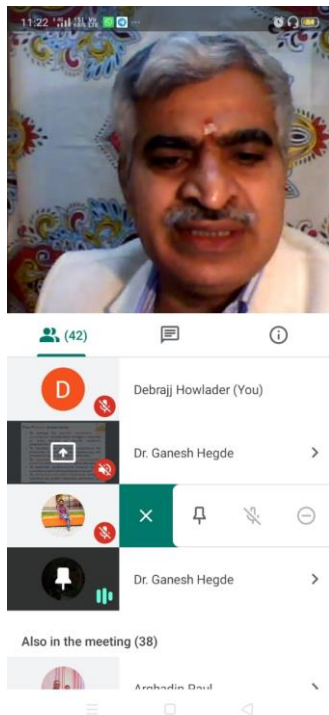 11:22
(42)
D
Debrajj Howlader (You)
Dr. Ganesh Hegde
Dr. Ganesh Hegde
Also in the meeting (38)
Arghadip Paul